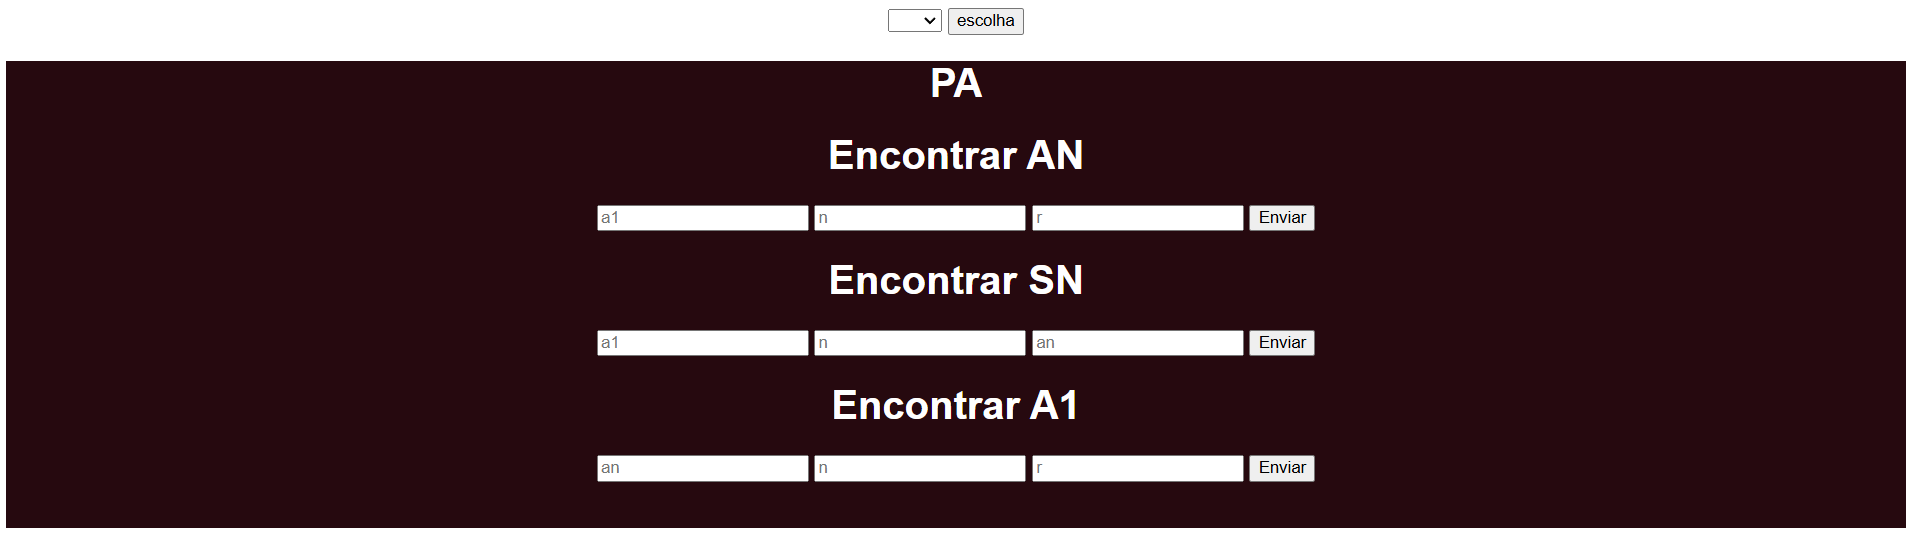 escolha
PA
Encontrar AN
a1 n r Enviar
Encontrar SN
a1 n an Enviar
Encontrar A1
an n r Enviar